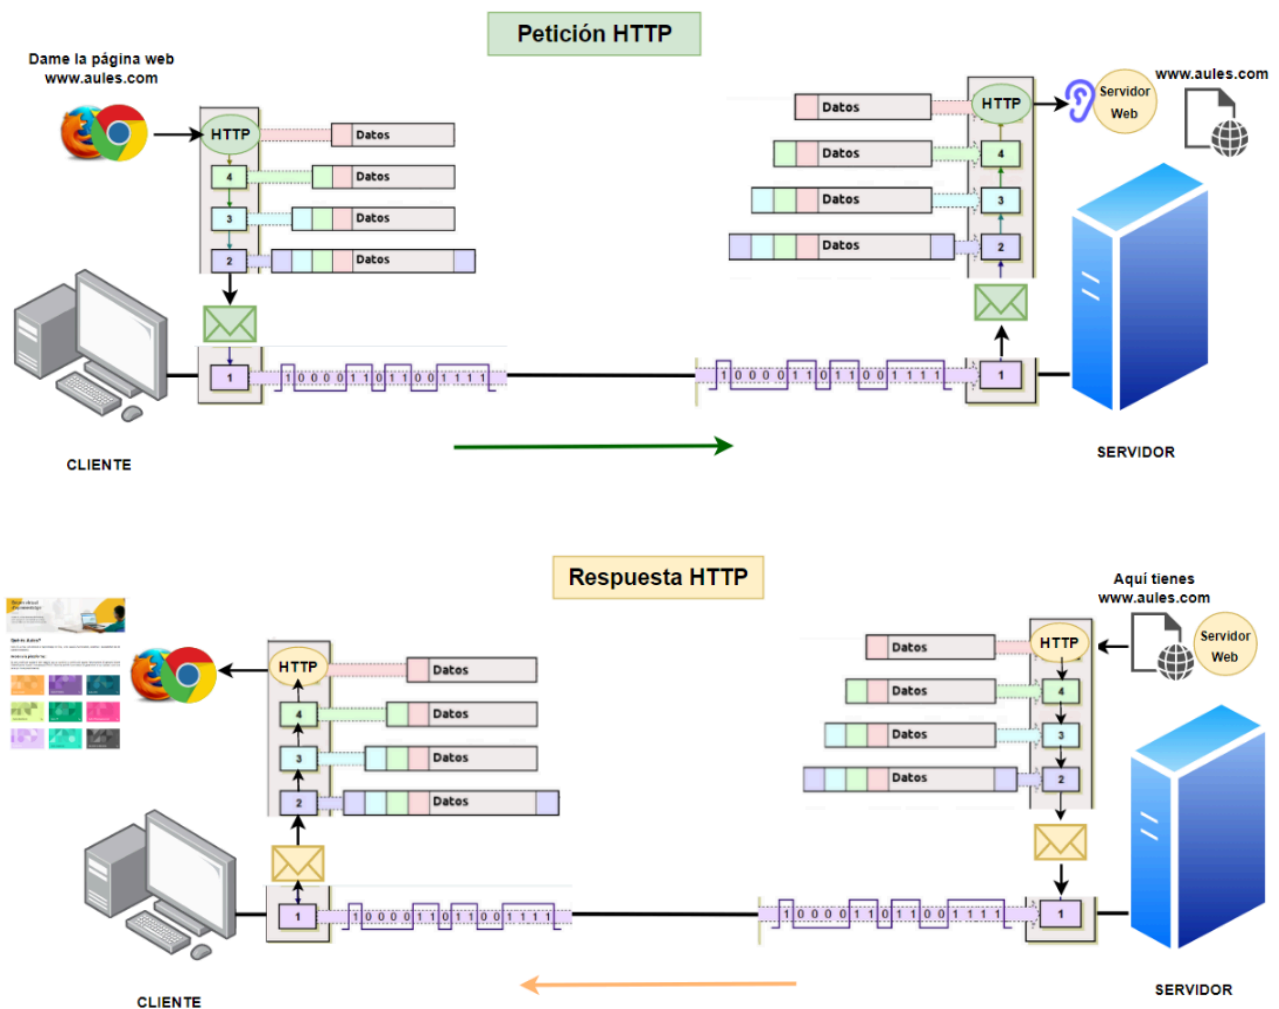 Petición HTTP
Dame la página web
www.aules.com
HTTP
Datos
4
Datos
3
Datos
2
Datos
1
1 0 0 0 0 1 1 0 1 1 0 0 1 1 1 1
CLIENTE
Datos
HTTP
Servidor
Web
www.aules.com
Datos
4
Datos
3
Datos
2
1 0 0 0 0 1 1 0 1 1 0 0 1 1 1 1
1
SERVIDOR
Respuesta HTTP
HTTP
Datos
4
Datos
3
Datos
2
Datos
1
1 0 0 0 0 1 1 0 1 1 0 0 1 1 1 1
CLIENTE
Aquí tienes
www.aules.com
Datos
HTTP
Servidor
Web
Datos
4
Datos
3
Datos
2
1 0 0 0 0 1 1 0 1 1 0 0 1 1 1 1
1
SERVIDOR